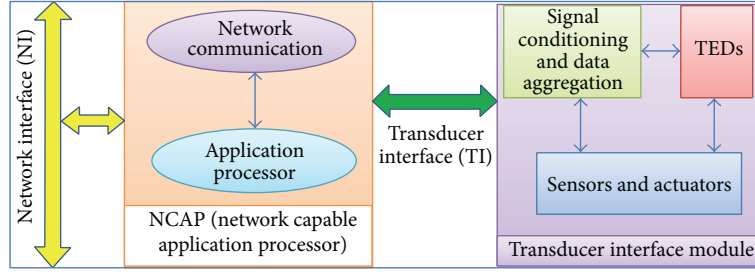 Network interface (NI)
Network
communication
Application
processor
NCAP (network capable
application processor)
Transducer
interface (TI)
Signal
conditioning
and data
aggregation
TEDs
Sensors and actuators
Transducer interface module